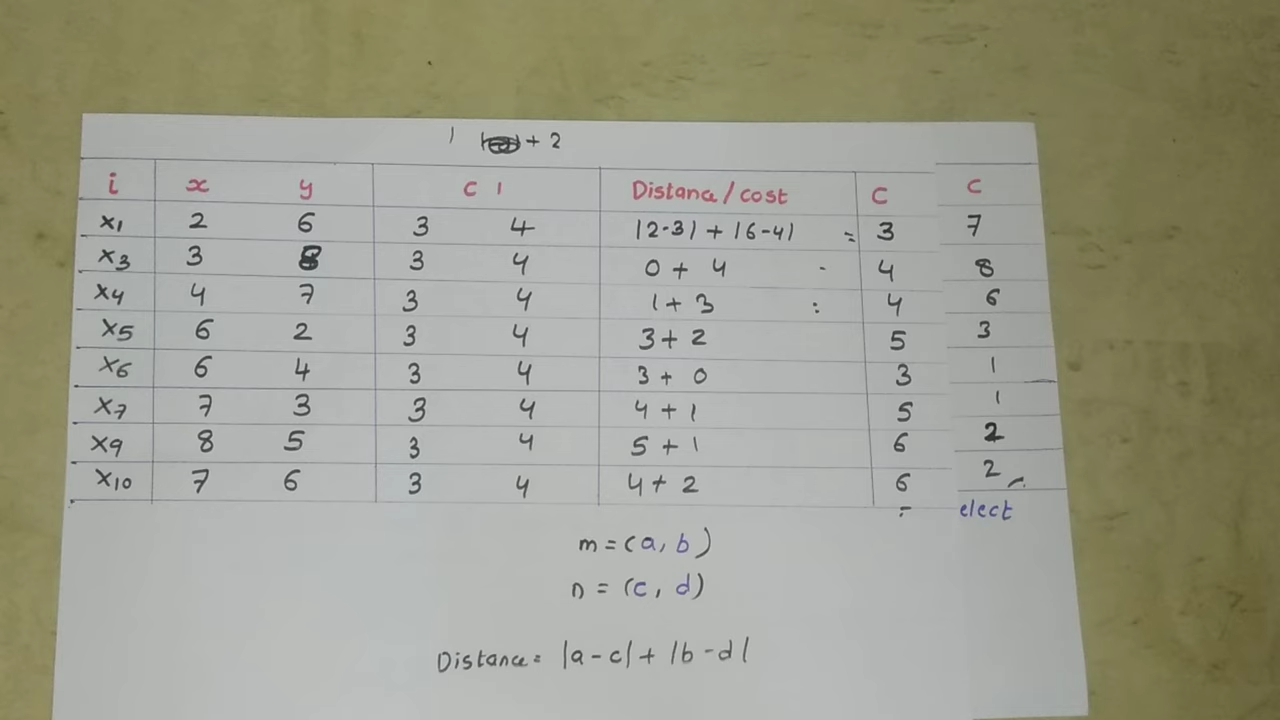 1 + 2
i x y C 1 Distance/cost C C
x1 2 6 3 4 |2-3| + |6-4| = 3 7
x3 3 8 3 4 0 + 4 - 4 8
x4 4 7 3 4 1 + 3 : 4 6
x5 6 2 3 4 3 + 2 5 3
x6 6 4 3 4 3 + 0 3 1
x7 7 3 3 4 4 + 1 5 1
x9 8 5 3 4 5 + 1 6 2
x10 7 6 3 4 4 + 2 6 2
elect
m = (a, b)
n = (c, d)
Distance = |a - c| + |b - d|